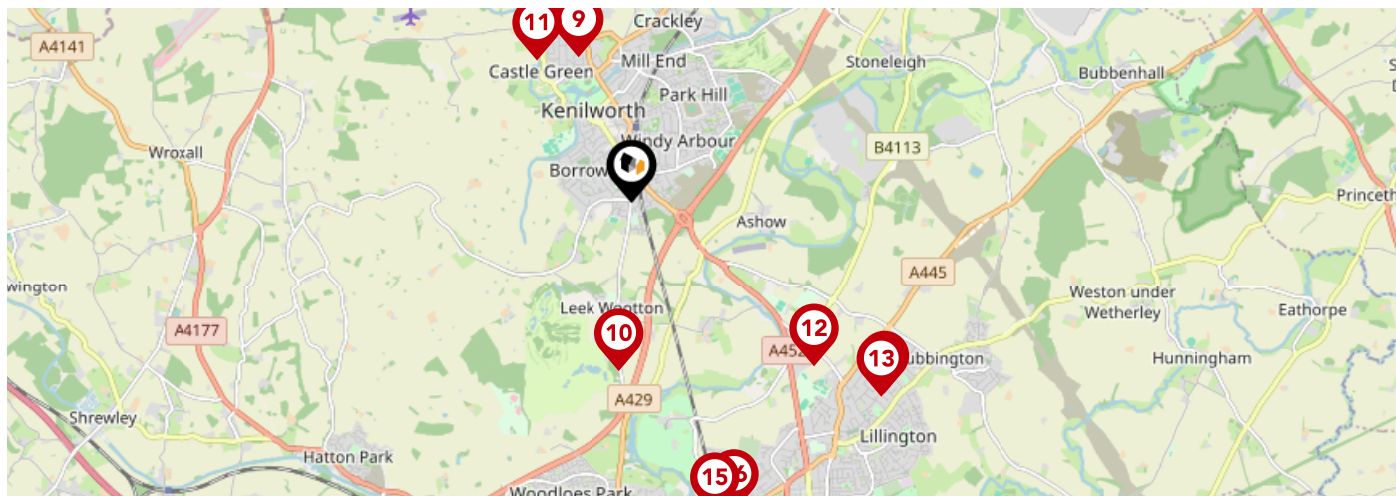 11
9
Crackley
A4141
Mill End
Stoneleigh
Castle Green
Bubbenhall
Park Hill
Kenilworth
Windy Arbour
B4113
Wroxall
Borrow
Princeth
Ashow
A445
wington
Weston under
Wetherley
Leek Wootton
Eathorpe
A4177
10
12
A452
13
ubbington
Hunningham
A429
Shrewley
Lillington
Hatton Park
15
6
Woodloes Park